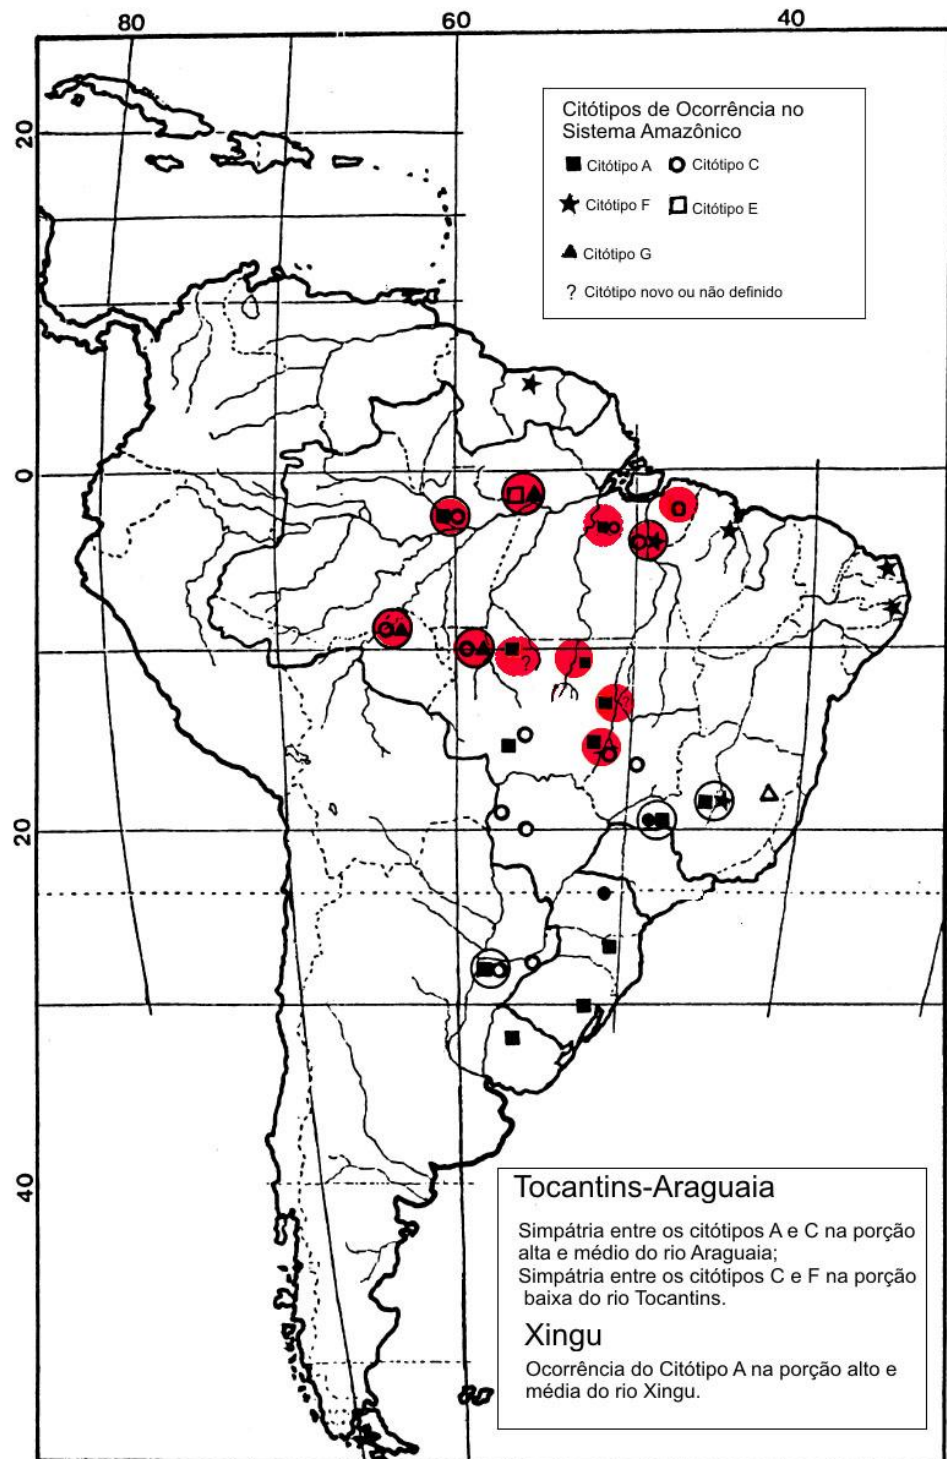 80 60 40
20
0
20
40
Citótipos de Ocorrência no
Sistema Amazônico
Citótipo A Citótipo C
Citótipo F Citótipo E
Citótipo G
? Citótipo novo ou não definido
?
?
?
Tocantins-Araguaia
Simpátria entre os citótipos A e C na porção
alta e médio do rio Araguaia;
Simpátria entre os citótipos C e F na porção
baixa do rio Tocantins.
Xingu
Ocorrência do Citótipo A na porção alto e
média do rio Xingu.